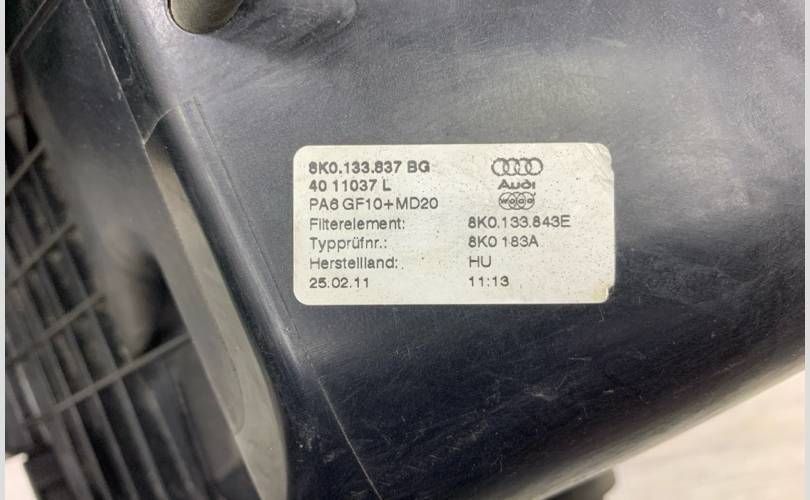 8K0.133.837 BG
40 11037 L
Audi
PA6 GF10+MD20
Filterelement: 8K0.133.843E
Typprüfnr.: 8K0 183A
Herstellland: HU
25.02.11 11:13